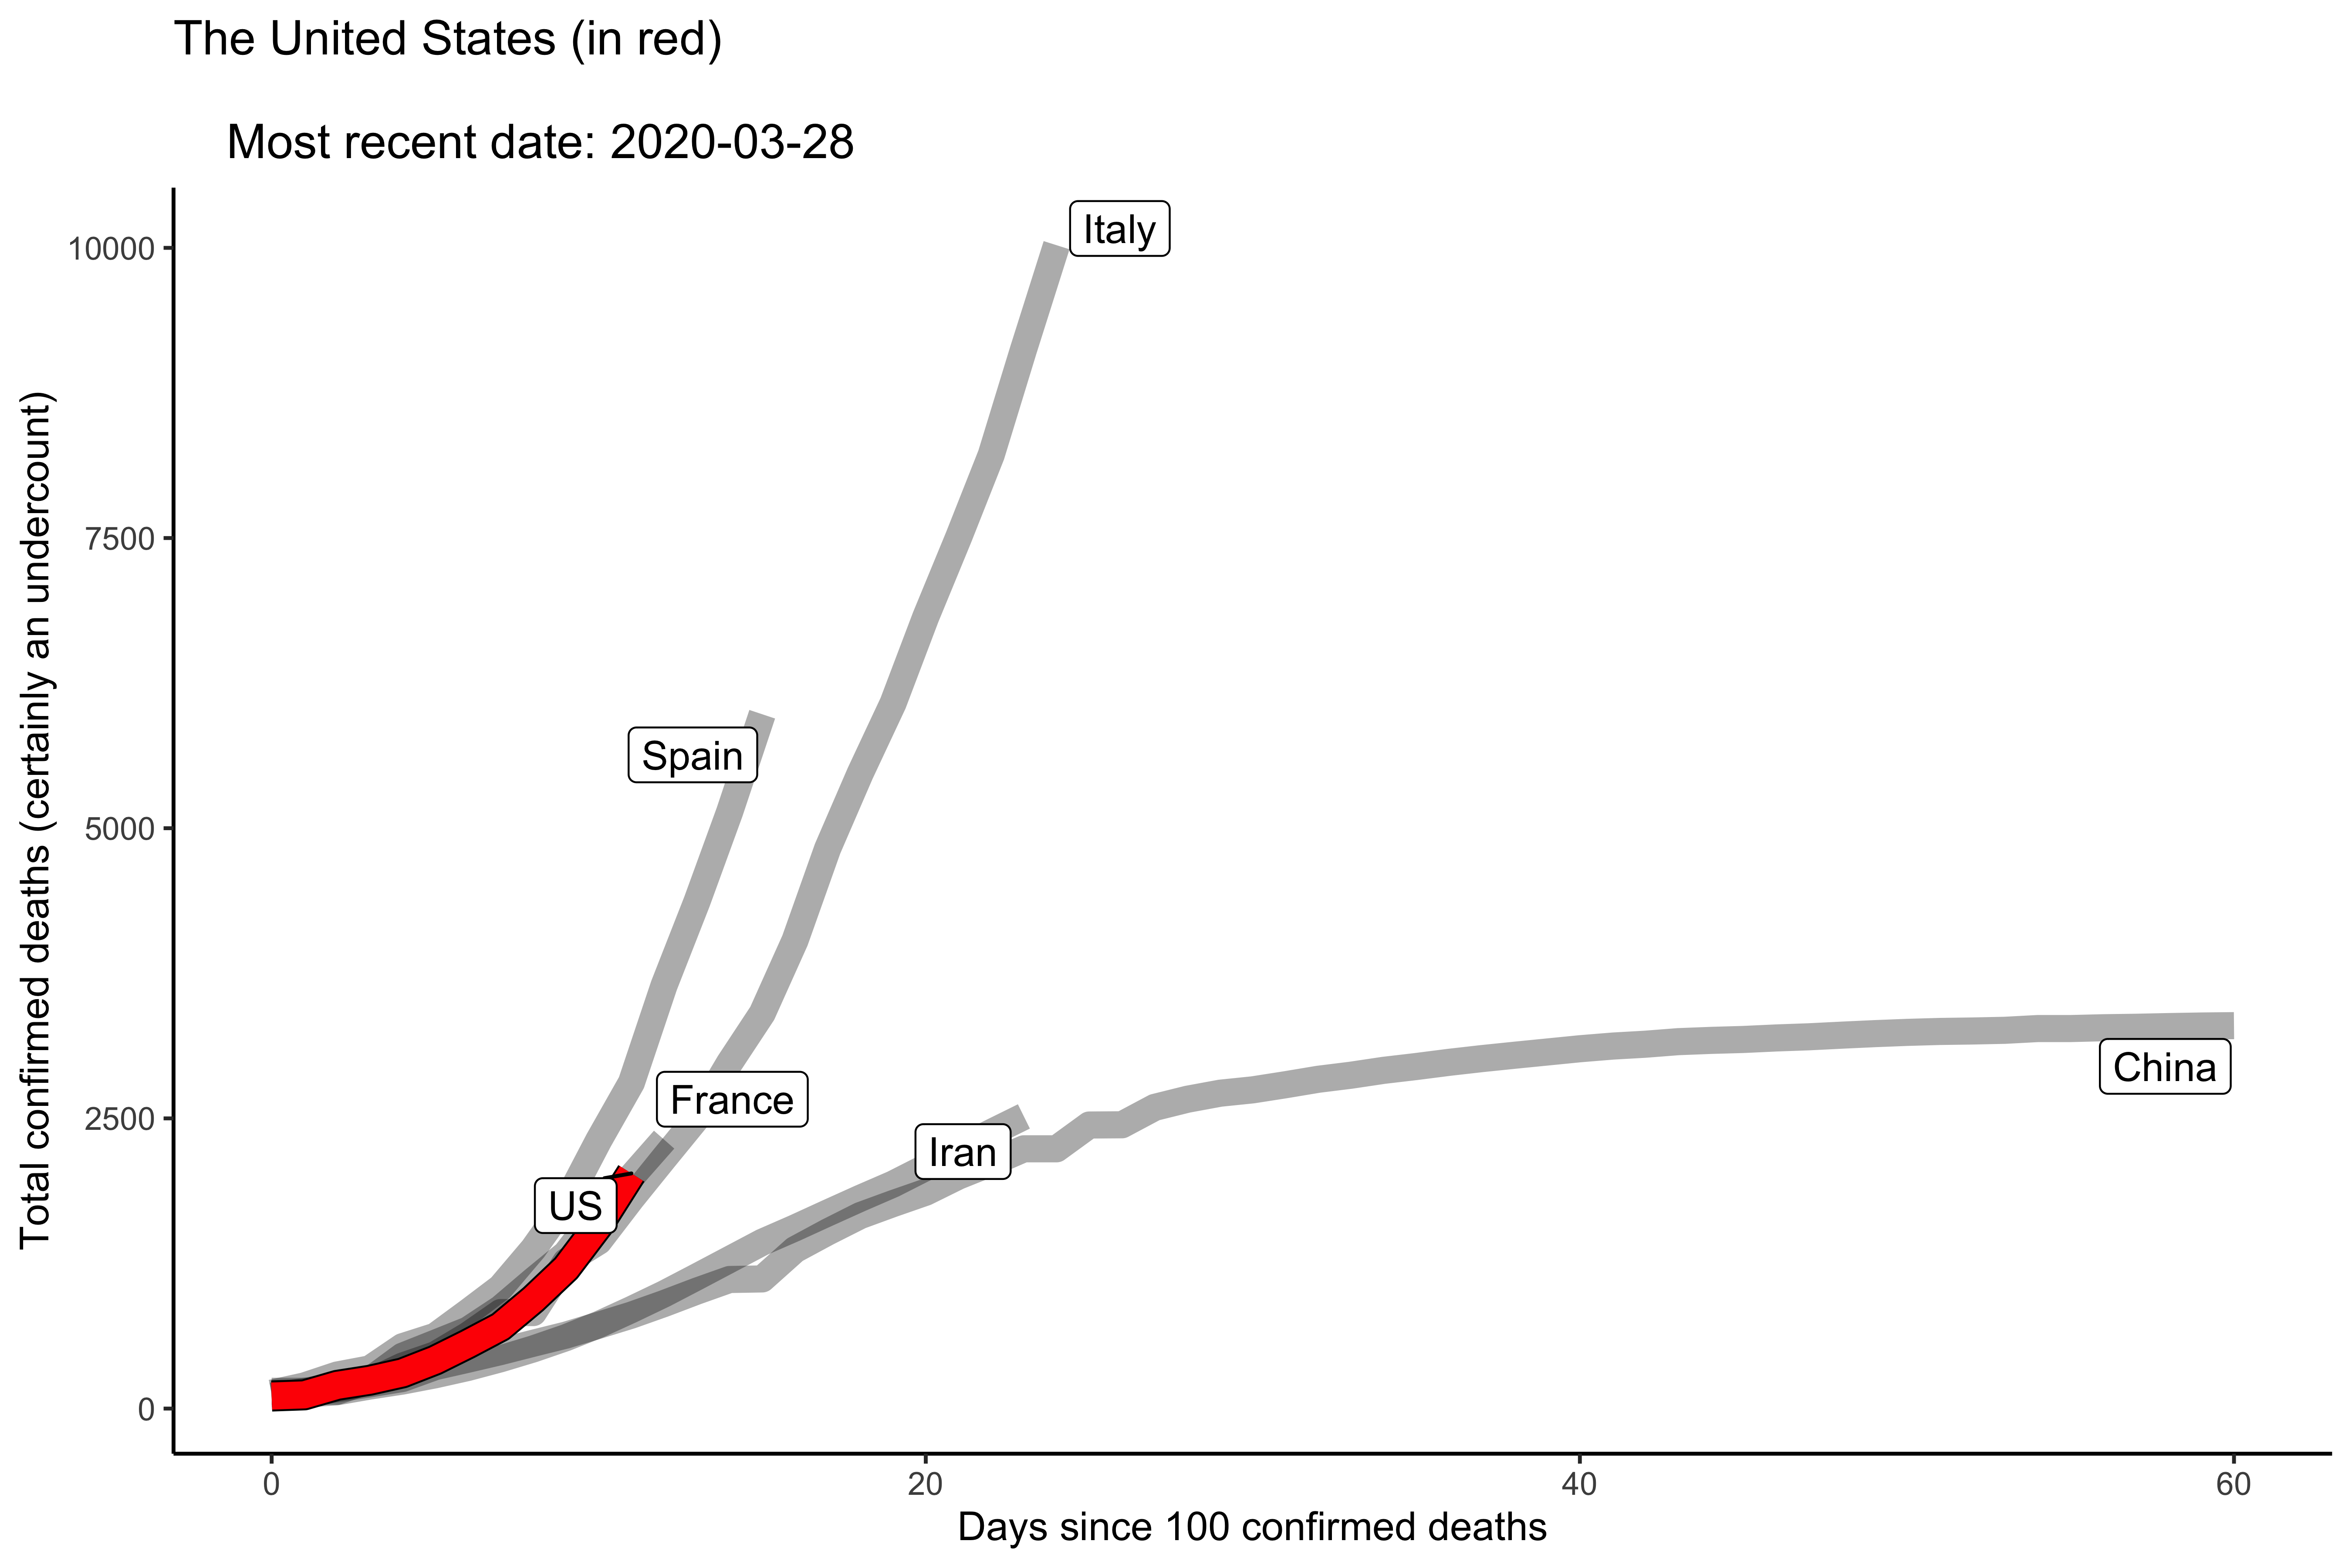 The United States (in red)
Most recent date: 2020-03-28
Total confirmed deaths (certainly an undercount)
10000
7500
5000
2500
0
Italy
Spain
France
US
Iran
China
0
20
40
60
Days since 100 confirmed deaths